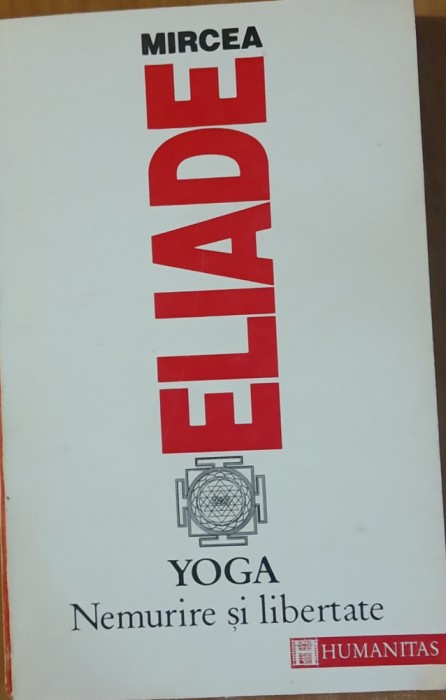 MIRCEA
ELIADE
YOGA
Nemurire și libertate
HUMANITAS